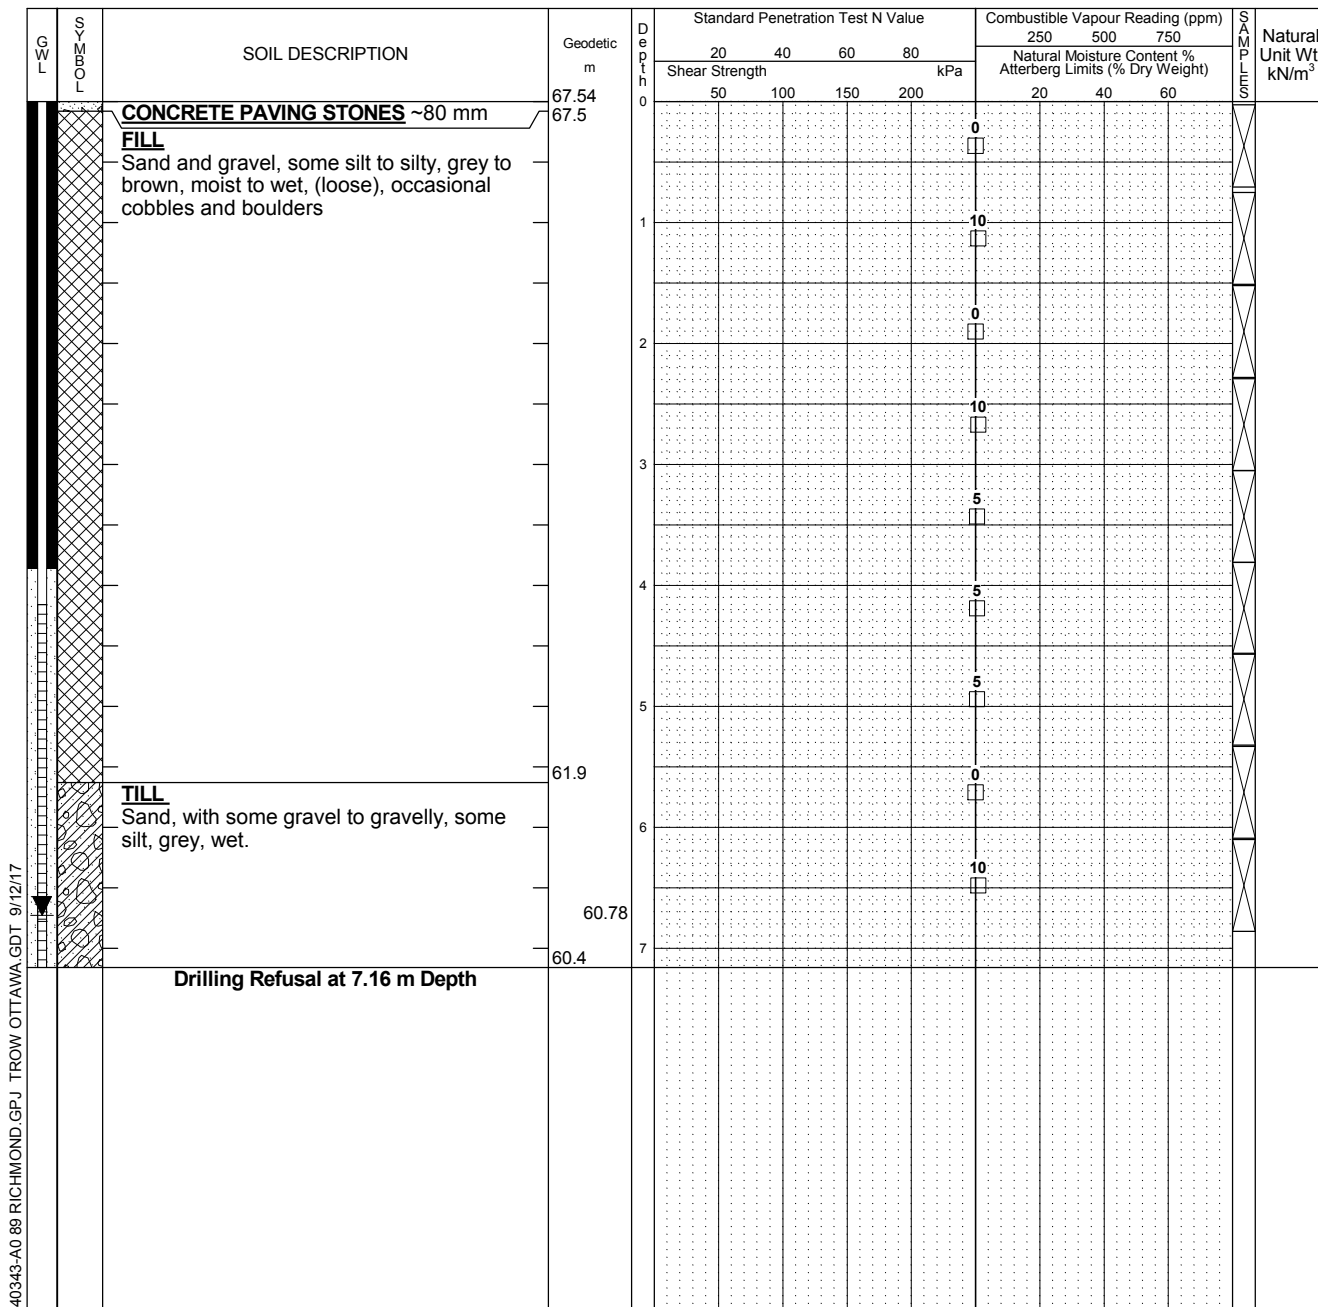 GWL
SYMBOL
SOIL DESCRIPTION
Geodetic
m
67.54
Depth
0
Standard Penetration Test N Value
20 40 60 80
Shear Strength kPa
50 100 150 200
Combustible Vapour Reading (ppm)
250 500 750
Natural Moisture Content %
Atterberg Limits (% Dry Weight)
20 40 60
SAMPLES
Natural
Unit Wt
kN/m³
CONCRETE PAVING STONES ~80 mm
67.5
FILL
Sand and gravel, some silt to silty, grey to
brown, moist to wet, (loose), occasional
cobbles and boulders
0
1
10
0
2
10
3
5
4
5
5
5
61.9
0
TILL
Sand, with some gravel to gravelly, some
silt, grey, wet.
6
10
60.78
7
60.4
Drilling Refusal at 7.16 m Depth
40343-A0 89 RICHMOND.GPJ TROW OTTAWA.GDT 9/12/17